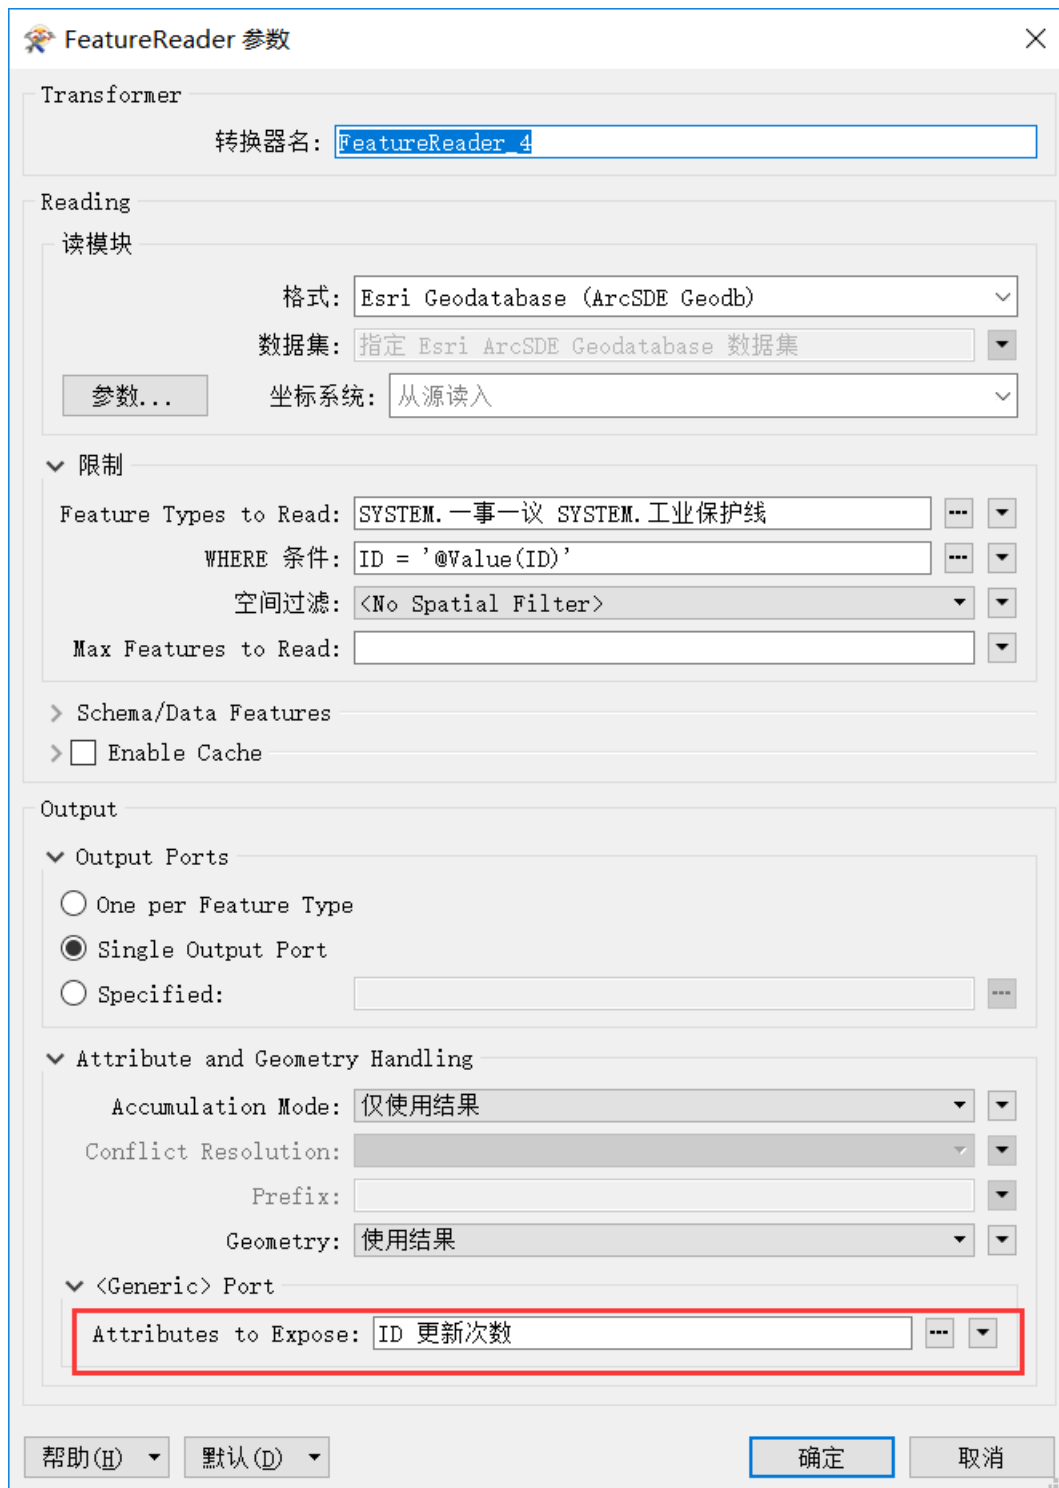 FeatureReader 参数
Transformer
转换器名: FeatureReader_4
Reading
读模块
格式: Esri Geodatabase (ArcSDE Geodb)
数据集: 指定 Esri ArcSDE Geodatabase 数据集
参数... 坐标系统: 从源读入
限制
Feature Types to Read: SYSTEM.一事一议 SYSTEM.工业保护线 ...
WHERE 条件: ID = '@Value(ID)' ...
空间过滤: <No Spatial Filter>
Max Features to Read:
Schema/Data Features
Enable Cache
Output
Output Ports
One per Feature Type
Single Output Port
Specified: ...
Attribute and Geometry Handling
Accumulation Mode: 仅使用结果
Conflict Resolution:
Prefix:
Geometry: 使用结果
<Generic> Port
Attributes to Expose: ID 更新次数 ...
帮助(H) 默认(D) 确定 取消